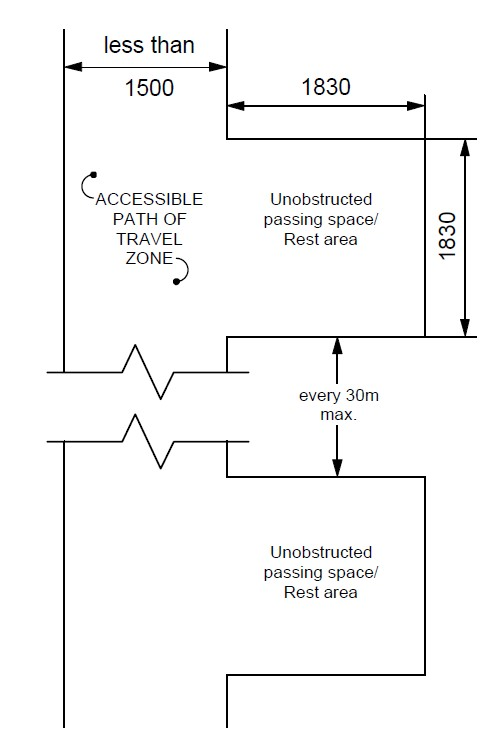 less than
1500
1830
ACCESSIBLE
PATH OF
TRAVEL
ZONE
Unobstructed
passing space/
Rest area
1830
every 30m
max.
Unobstructed
passing space/
Rest area